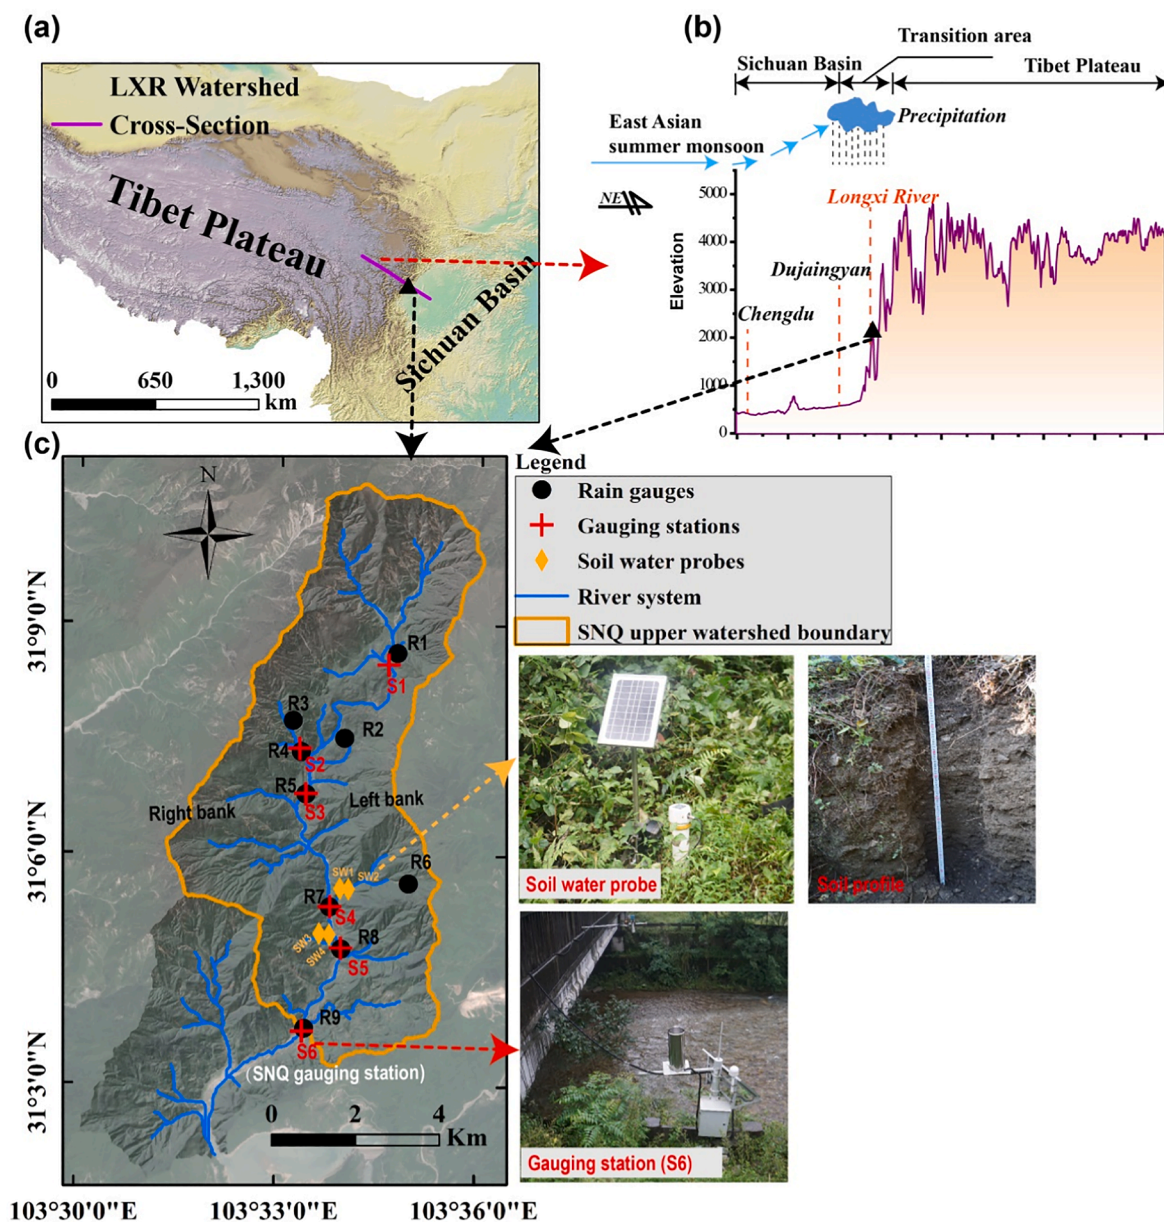 (a)
LXR Watershed
Cross-Section
Tibet Plateau
Sichuan Basin
0 650 1,300
km
(b)
Transition area
Sichuan Basin
Tibet Plateau
Precipitation
East Asian
summer monsoon
NE
Longxi River
Dujaingyan
Chengdu
Elevation
5000
4000
3000
2000
1000
0
(c)
N
31°9'0"N
31°6'0"N
31°3'0"N
103°30'0"E
103°33'0"E
103°36'0"E
R1
S1
R3
R2
R4
S2
R5
S3
Left bank
Right bank
SW1
SW2
R6
R7
S4
SW3
SW4
R8
S5
R9
S6
(SNQ gauging station)
0 2 4
Km
Legend
Rain gauges
Gauging stations
Soil water probes
River system
SNQ upper watershed boundary
Soil water probe
Soil profile
Gauging station (S6)